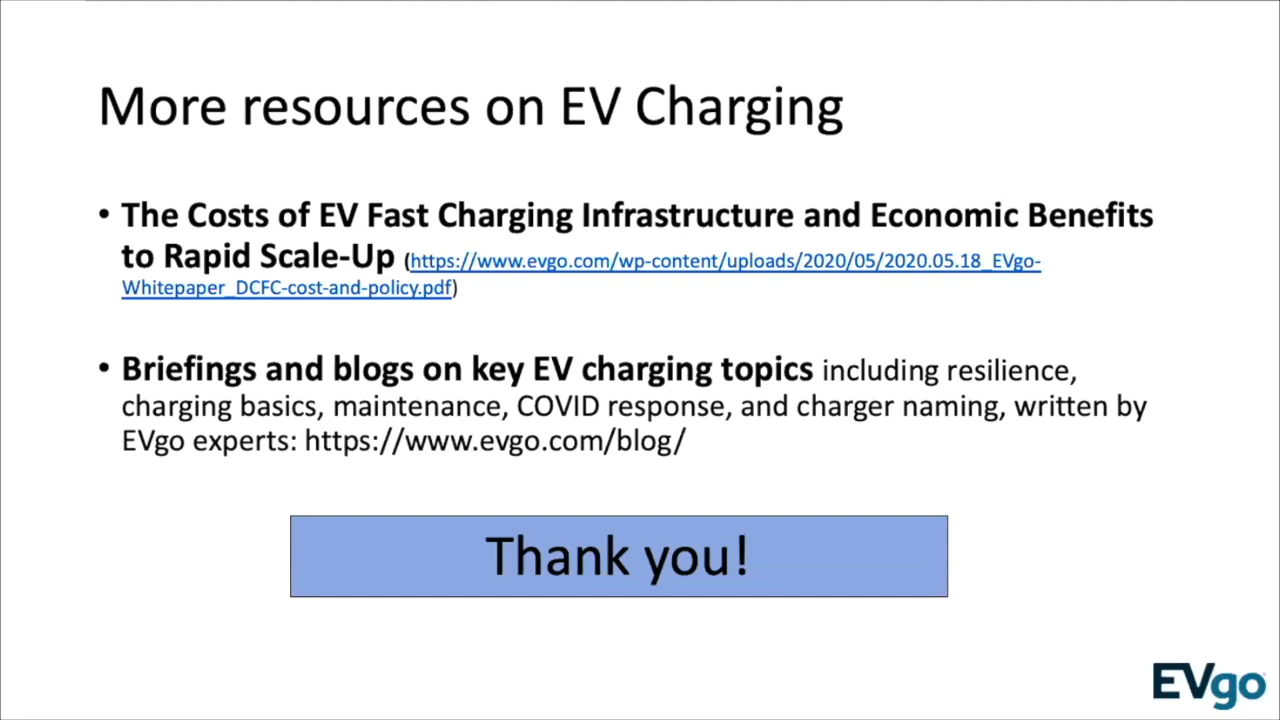 More resources on EV Charging
• The Costs of EV Fast Charging Infrastructure and Economic Benefits
to Rapid Scale-Up (https://www.evgo.com/wp-content/uploads/2020/05/2020.05.18_EVgo-
Whitepaper_DCFC-cost-and-policy.pdf)
• Briefings and blogs on key EV charging topics including resilience,
charging basics, maintenance, COVID response, and charger naming, written by
EVgo experts: https://www.evgo.com/blog/
Thank you!
EVgo